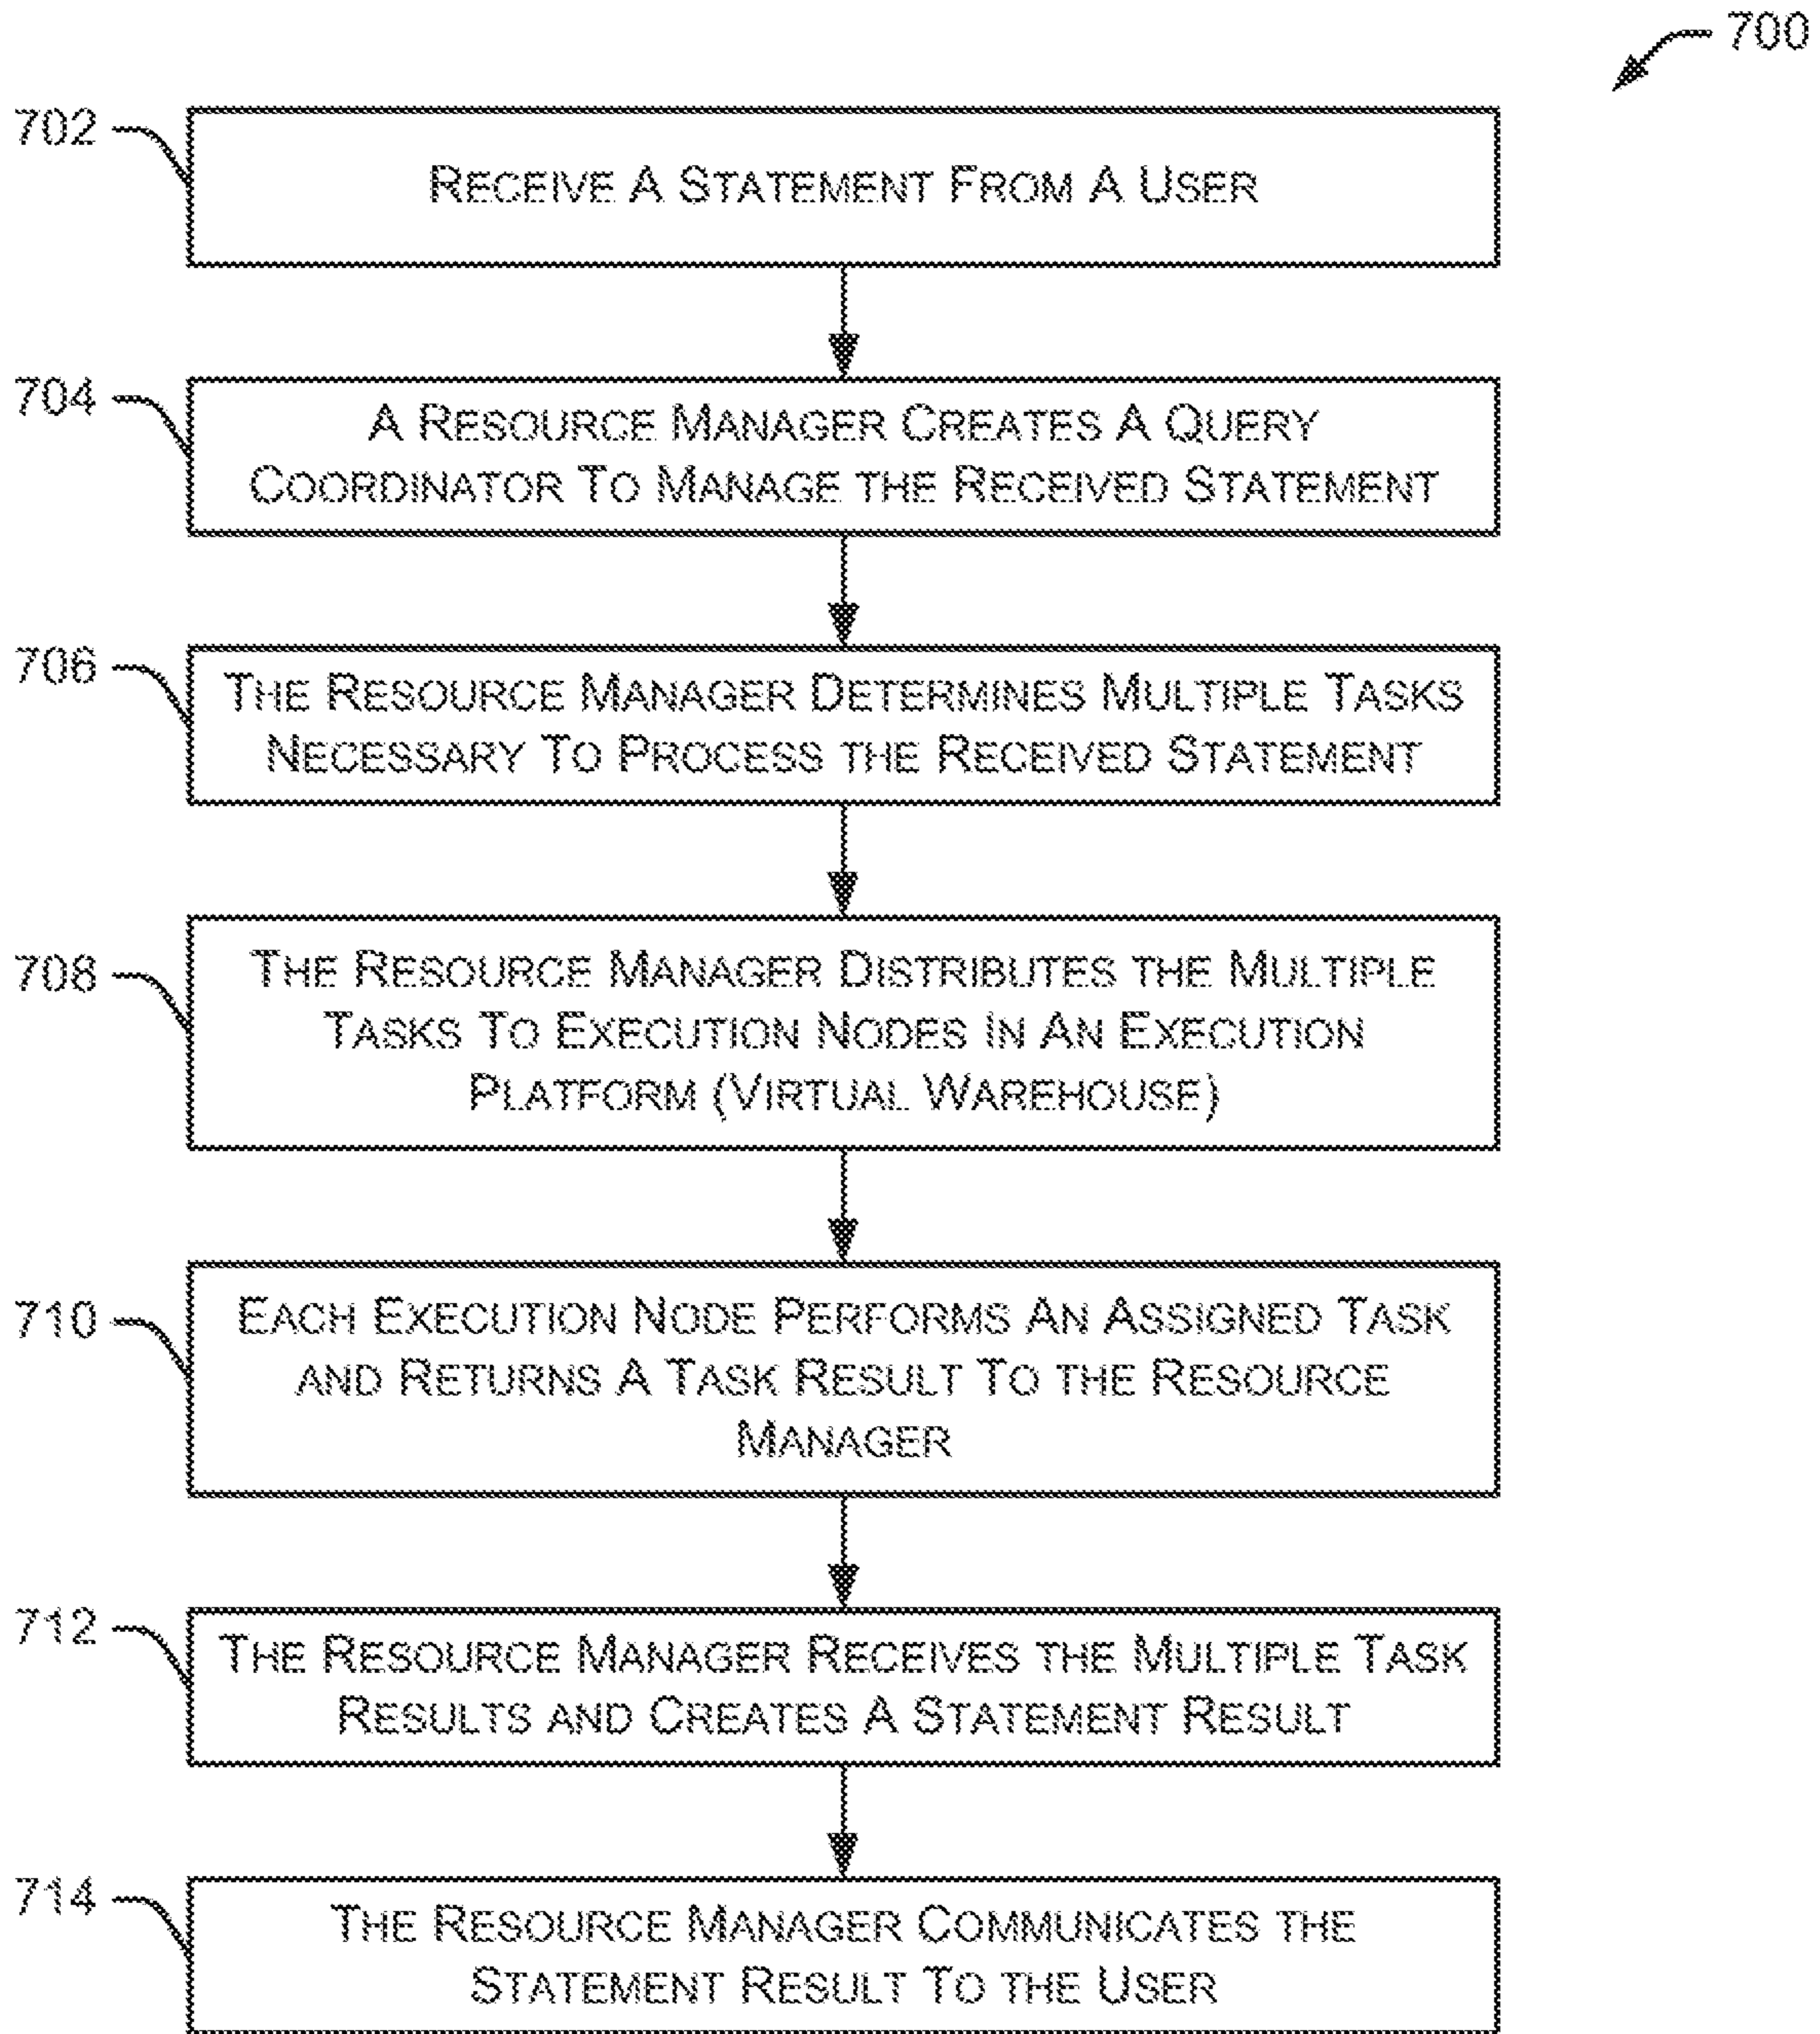 700
702
RECEIVE A STATEMENT FROM A USER
704
A RESOURCE MANAGER CREATES A QUERY
COORDINATOR TO MANAGE THE RECEIVED STATEMENT
706
THE RESOURCE MANAGER DETERMINES MULTIPLE TASKS
NECESSARY TO PROCESS THE RECEIVED STATEMENT
708
THE RESOURCE MANAGER DISTRIBUTES THE MULTIPLE
TASKS TO EXECUTION NODES IN AN EXECUTION
PLATFORM (VIRTUAL WAREHOUSE)
710
EACH EXECUTION NODE PERFORMS AN ASSIGNED TASK
AND RETURNS A TASK RESULT TO THE RESOURCE
MANAGER
712
THE RESOURCE MANAGER RECEIVES THE MULTIPLE TASK
RESULTS AND CREATES A STATEMENT RESULT
714
THE RESOURCE MANAGER COMMUNICATES THE
STATEMENT RESULT TO THE USER